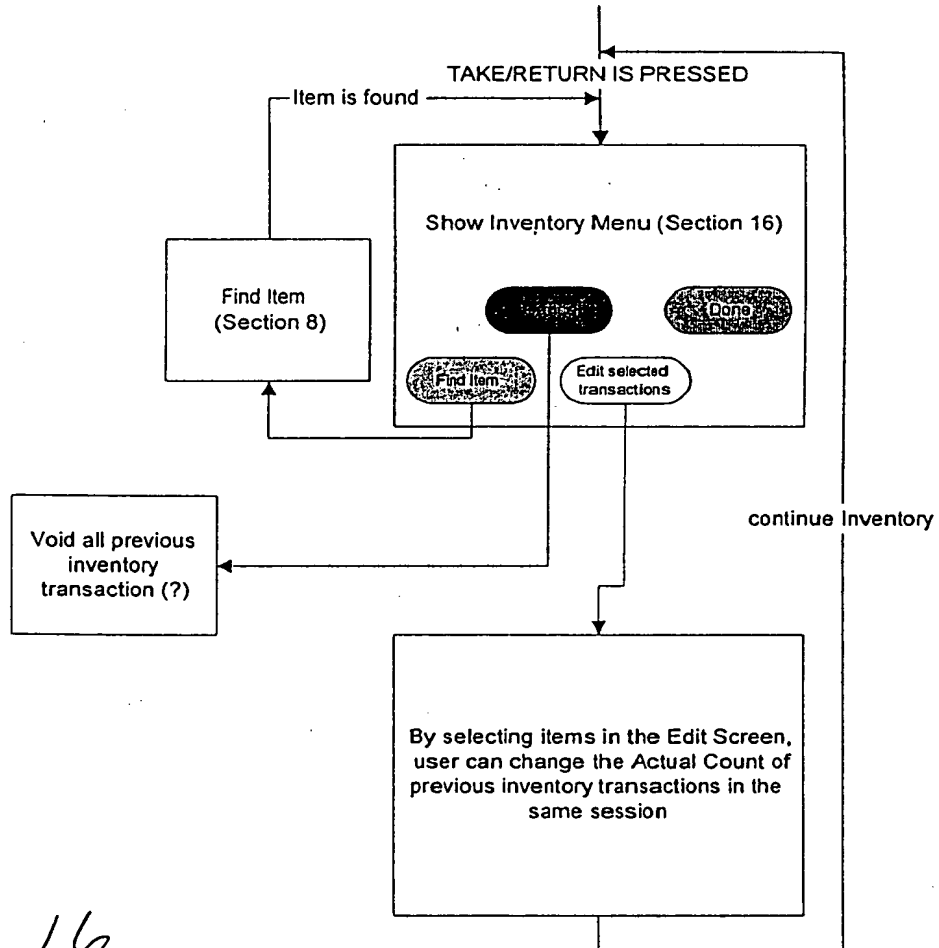 TAKE/RETURN IS PRESSED
Item is found
Show Inventory Menu (Section 16)
Find Item
(Section 8)
Done
Find Item
Edit selected
transactions
continue Inventory
Void all previous
inventory
transaction (?)
By selecting items in the Edit Screen,
user can change the Actual Count of
previous inventory transactions in the
same session
16